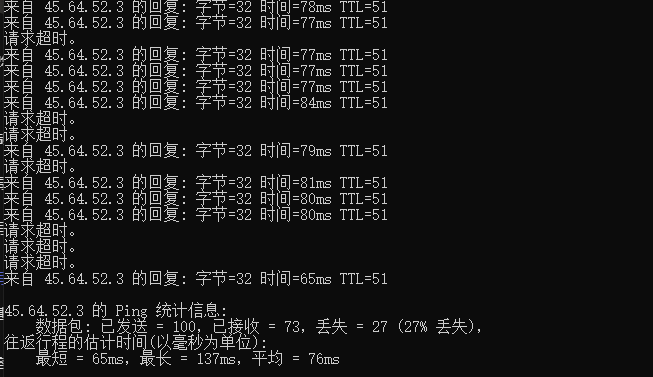 来自 45.64.52.3 的回复: 字节=32 时间=78ms TTL=51
来自 45.64.52.3 的回复: 字节=32 时间=77ms TTL=51
请求超时。
来自 45.64.52.3 的回复: 字节=32 时间=77ms TTL=51
来自 45.64.52.3 的回复: 字节=32 时间=77ms TTL=51
来自 45.64.52.3 的回复: 字节=32 时间=77ms TTL=51
来自 45.64.52.3 的回复: 字节=32 时间=84ms TTL=51
请求超时。
请求超时。
来自 45.64.52.3 的回复: 字节=32 时间=79ms TTL=51
请求超时。
来自 45.64.52.3 的回复: 字节=32 时间=81ms TTL=51
来自 45.64.52.3 的回复: 字节=32 时间=80ms TTL=51
来自 45.64.52.3 的回复: 字节=32 时间=80ms TTL=51
请求超时。
请求超时。
请求超时。
来自 45.64.52.3 的回复: 字节=32 时间=65ms TTL=51
45.64.52.3 的 Ping 统计信息:
数据包: 已发送 = 100, 已接收 = 73, 丢失 = 27 (27% 丢失),
往返行程的估计时间(以毫秒为单位):
最短 = 65ms, 最长 = 137ms, 平均 = 76ms